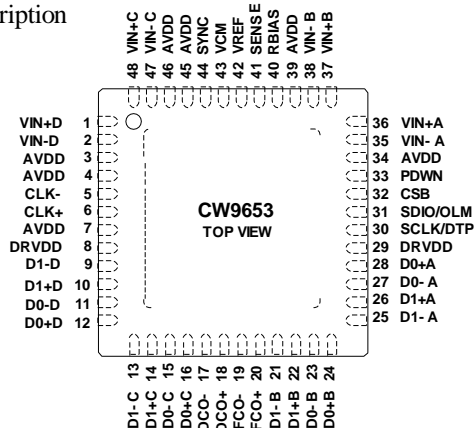 ription
48 VIN+C
47 VIN- C
46 AVDD
45 AVDD
44 SYNC
43 VCM
42 VREF
41 SENSE
40 RBIAS
39 AVDD
38 VIN- B
37 VIN+B
VIN+D 1
VIN-D 2
AVDD 3
AVDD 4
CLK- 5
CLK+ 6
AVDD 7
DRVDD 8
D1-D 9
D1+D 10
D0-D 11
D0+D 12
CW9653
TOP VIEW
36 VIN+A
35 VIN- A
34 AVDD
33 PDWN
32 CSB
31 SDIO/OLM
30 SCLK/DTP
29 DRVDD
28 D0+A
27 D0- A
26 D1+A
25 D1- A
D1- C 13
D1+C 14
D0-C 15
D0+C 16
DCO- 17
DCO+ 18
FCO- 19
FCO+ 20
D1- B 21
D1+B 22
D0-B 23
D0+B 24